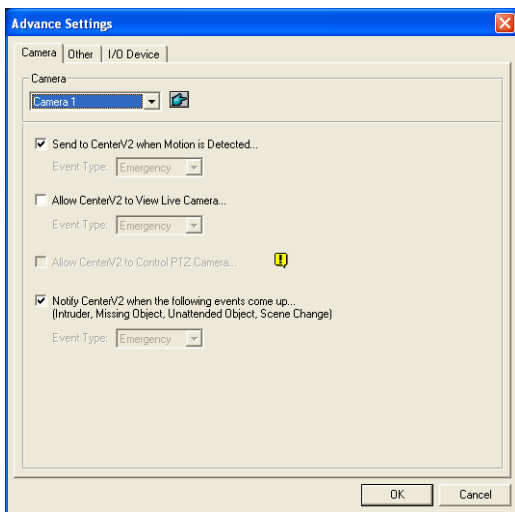 Advance Settings
Camera Other I/O Device
Camera
Camera 1
Send to CenterV2 when Motion is Detected...
Event Type: Emergency
Allow CenterV2 to View Live Camera...
Event Type: Emergency
Allow CenterV2 to Control PTZ Camera...
Notify CenterV2 when the following events come up...
(Intruder, Missing Object, Unattended Object, Scene Change)
Event Type: Emergency
OK Cancel